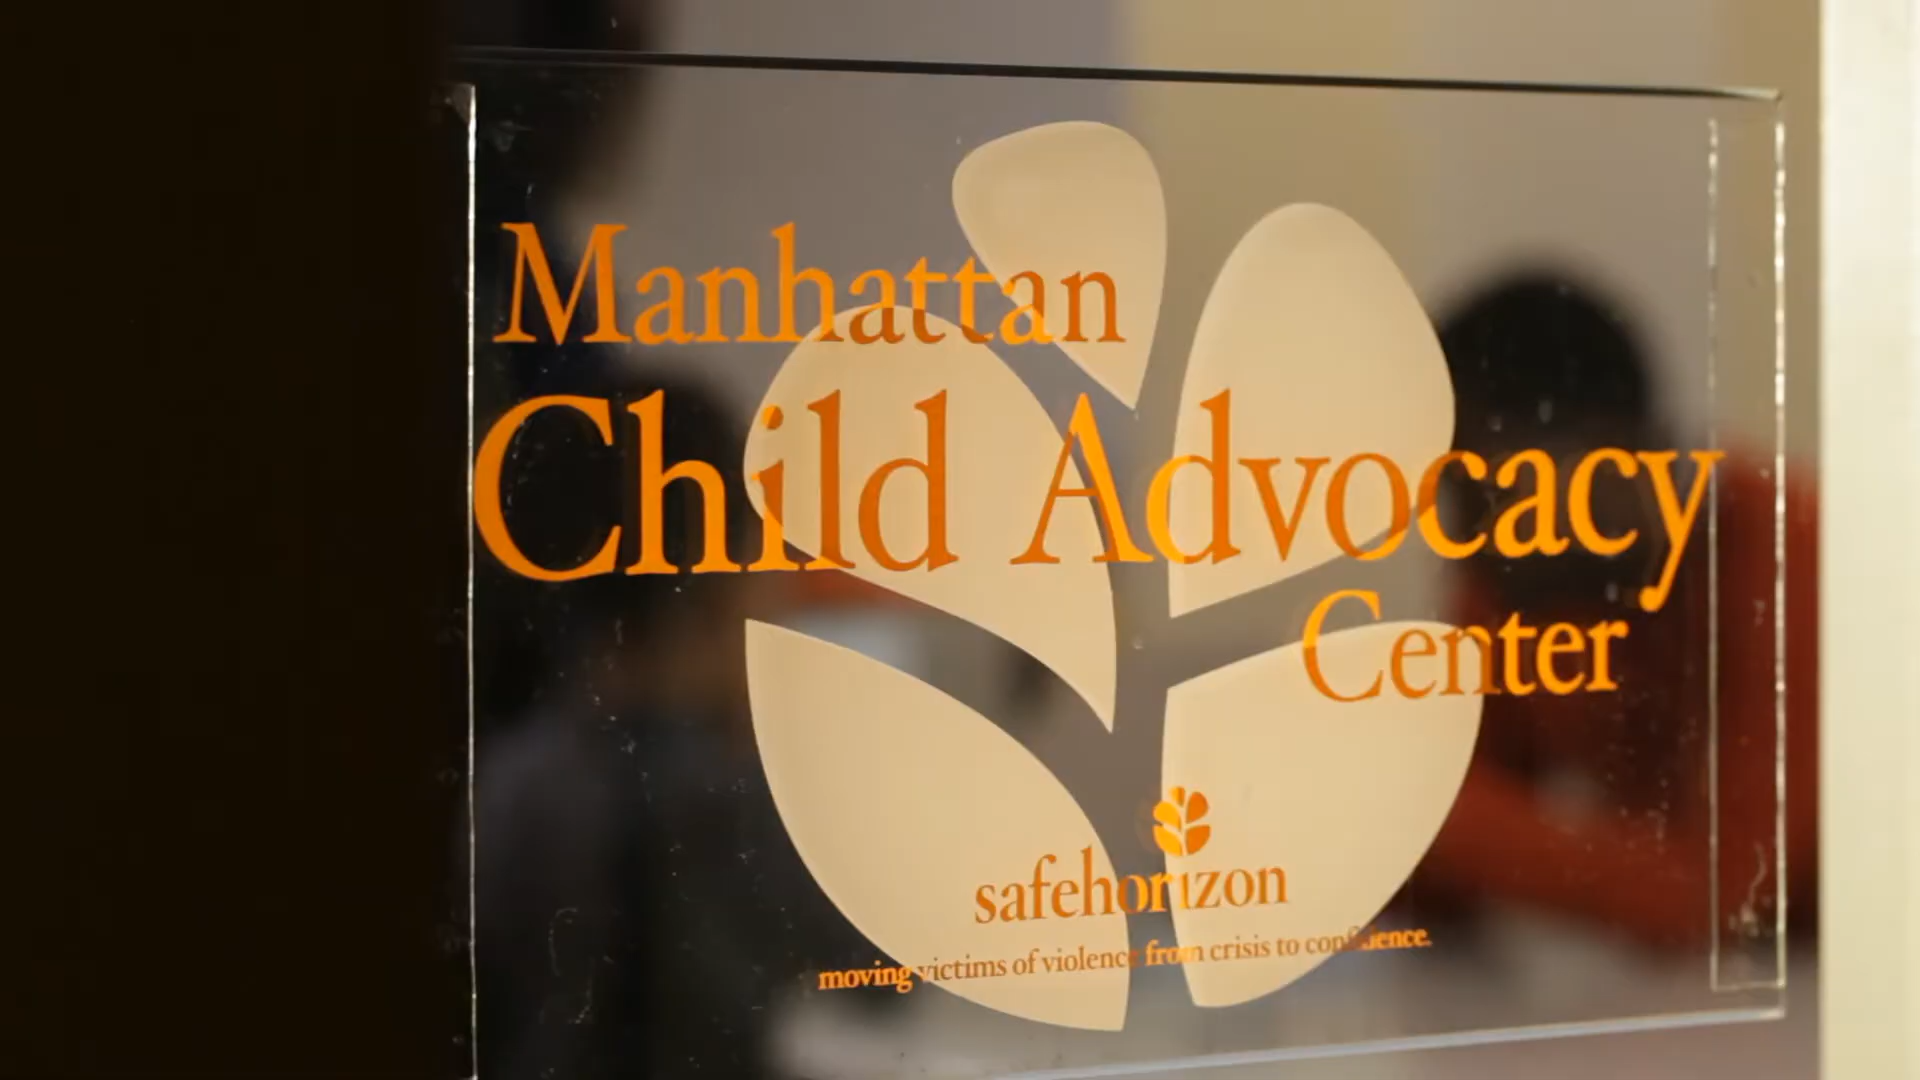 Manhattan
Child Advocacy
Center
safehorizon
moving victims of violence from crisis to confidence.